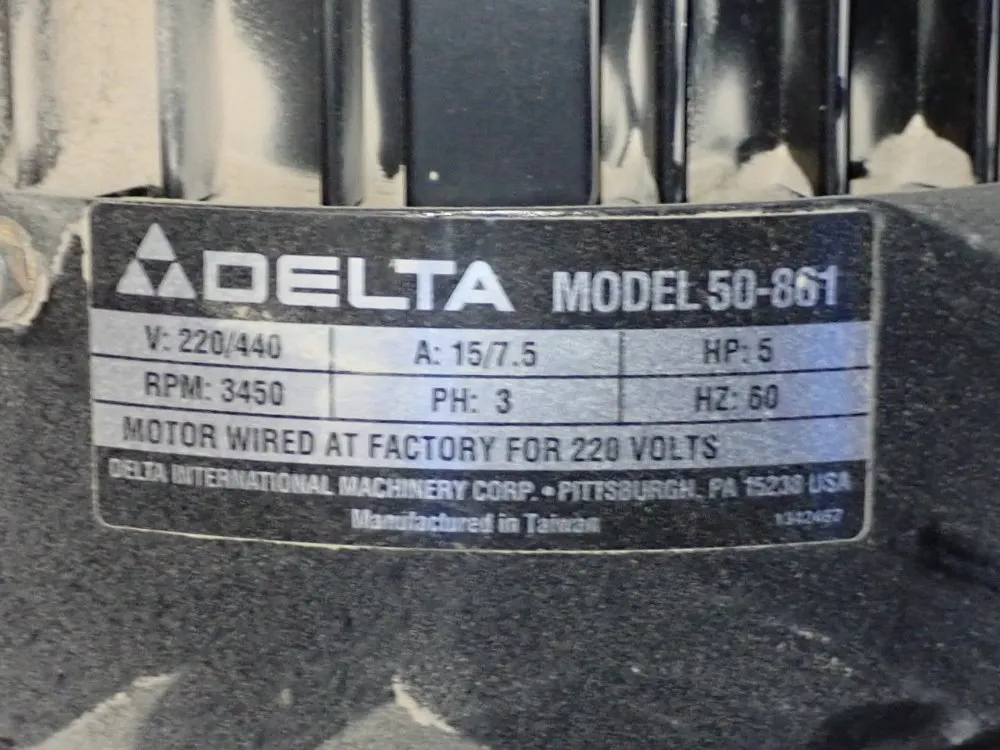 DELTA MODEL 50-861
V: 220/440 A: 15/7.5 HP: 5
RPM: 3450 PH: 3 HZ: 60
MOTOR WIRED AT FACTORY FOR 220 VOLTS
DELTA INTERNATIONAL MACHINERY CORP. • PITTSBURGH, PA 15238 USA
Manufactured in Taiwan 1342457